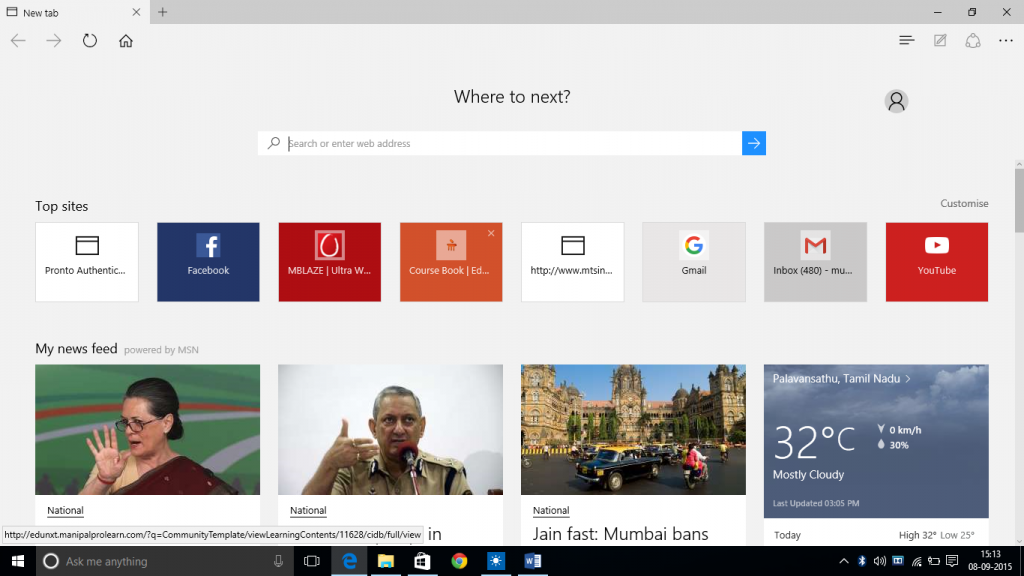 New tab
Where to next?
Search or enter web address
Top sites
Customise
Pronto Authentic...
Facebook
MBLAZE | Ultra W...
Course Book | Ed...
http://www.mtsin...
Gmail
Inbox (480) - mu...
YouTube
My news feed powered by MSN
Palavansathu, Tamil Nadu
32°C
0 km/h
30%
Mostly Cloudy
Last Updated 03:05 PM
National
National
National
in
Jain fast: Mumbai bans
Today High 32° Low 25°
http://edunxt.manipalprolearn.com/?q=CommunityTemplate/viewLearningContents/11628/cidb/full/view
Ask me anything
15:13
08-09-2015